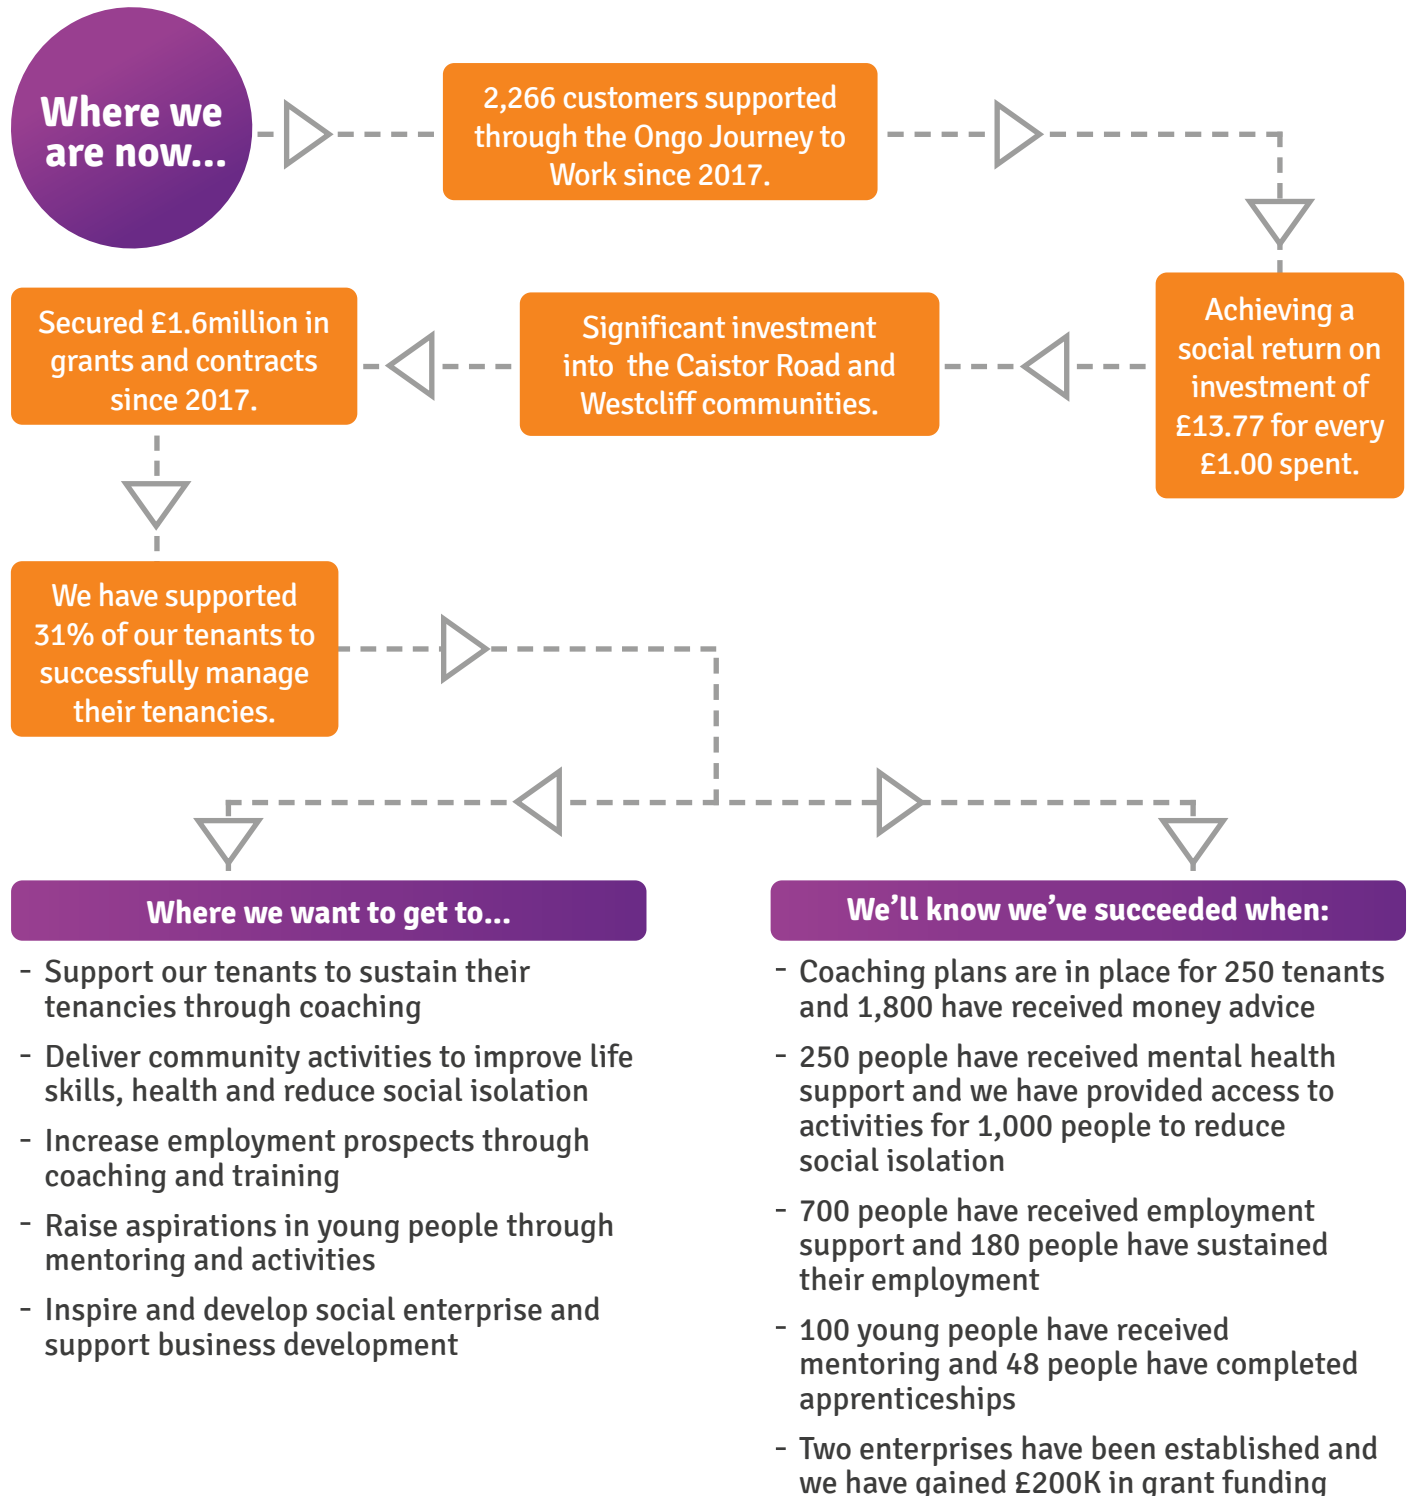 Where we
are now...
2,266 customers supported
through the Ongo Journey to
Work since 2017.
Achieving a
social return on
investment of
£13.77 for every
£1.00 spent.
Significant investment
into the Caistor Road and
Westcliff communities.
Secured £1.6million in
grants and contracts
since 2017.
We have supported
31% of our tenants to
successfully manage
their tenancies.
Where we want to get to...
- Support our tenants to sustain their
tenancies through coaching
- Deliver community activities to improve life
skills, health and reduce social isolation
- Increase employment prospects through
coaching and training
- Raise aspirations in young people through
mentoring and activities
- Inspire and develop social enterprise and
support business development
We'll know we've succeeded when:
- Coaching plans are in place for 250 tenants
and 1,800 have received money advice
- 250 people have received mental health
support and we have provided access to
activities for 1,000 people to reduce
social isolation
- 700 people have received employment
support and 180 people have sustained
their employment
- 100 young people have received
mentoring and 48 people have completed
apprenticeships
- Two enterprises have been established and
we have gained £200K in grant funding